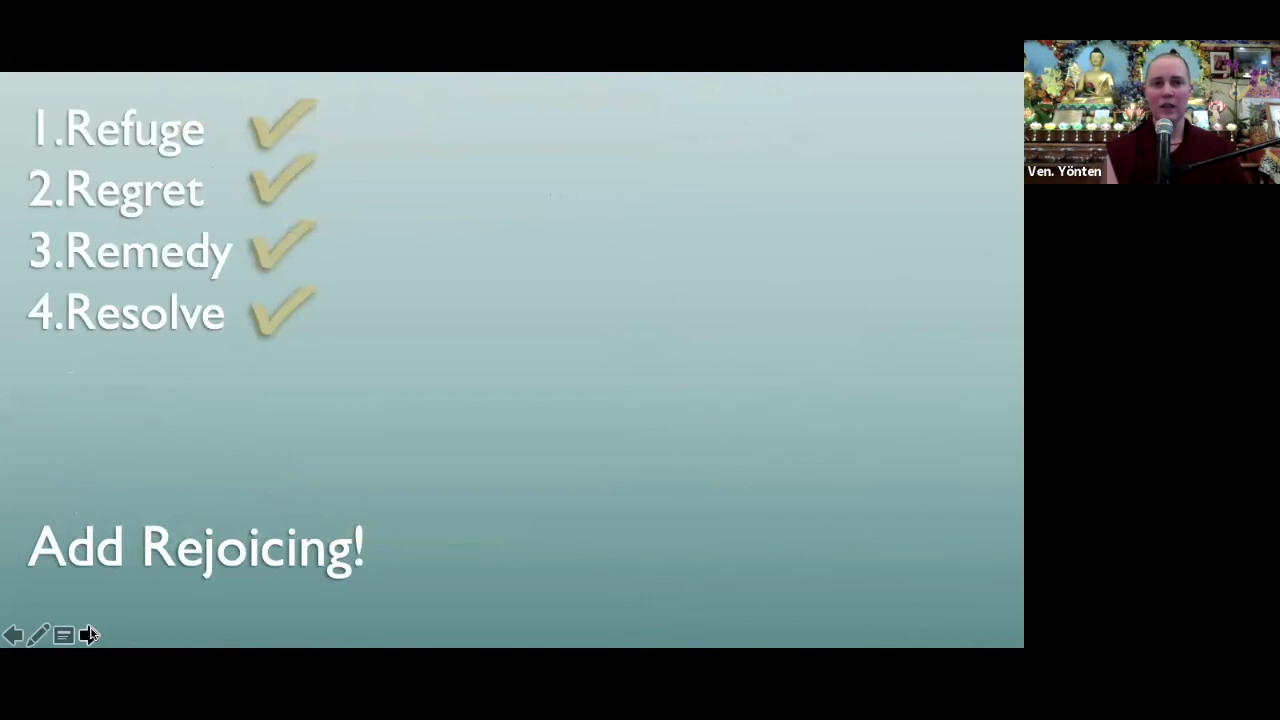 1.Refuge
2.Regret
3.Remedy
4.Resolve
Add Rejoicing!
Ven. Yönten